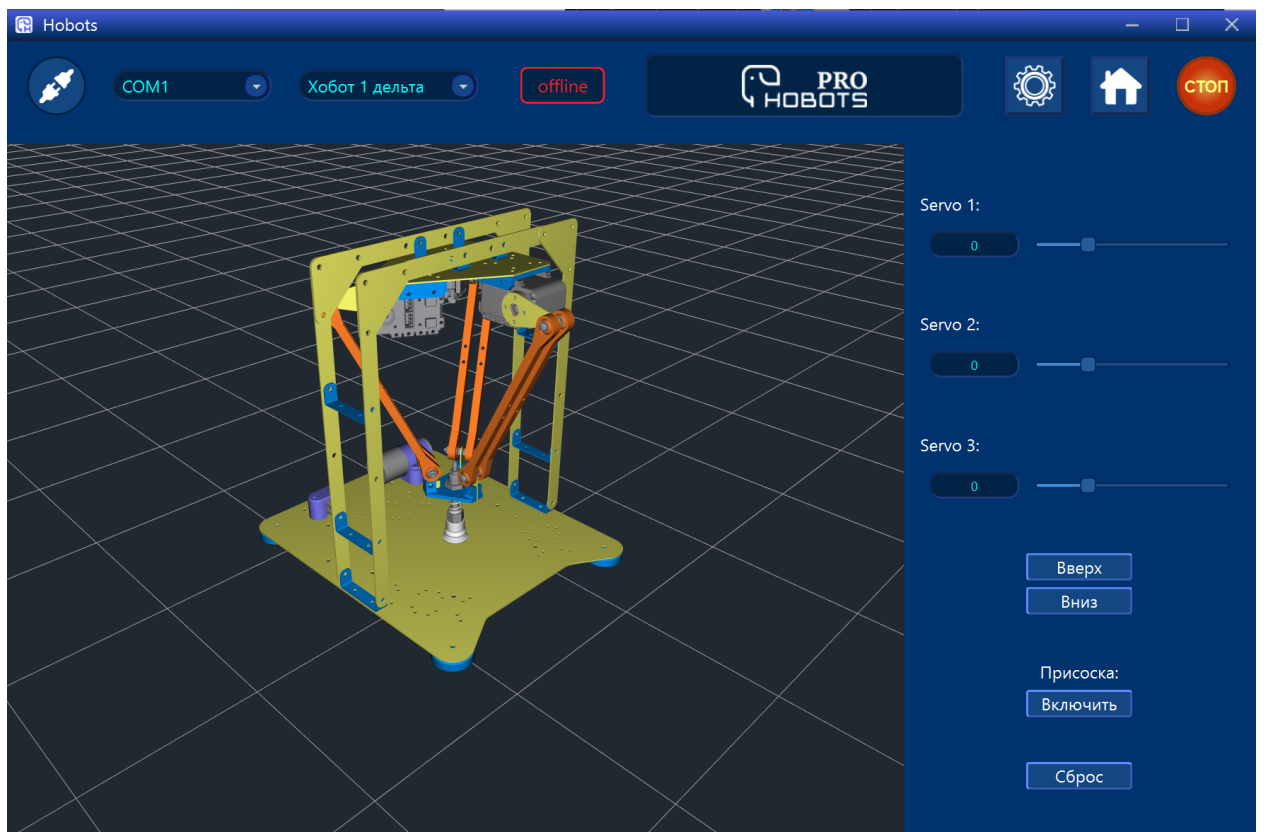 Hobots
COM1
Хобот 1 дельта
offline
PRO
HOBOTS
СТОП
Servo 1:
0
Servo 2:
0
Servo 3:
0
Вверх
Вниз
Присоска:
Включить
Сброс